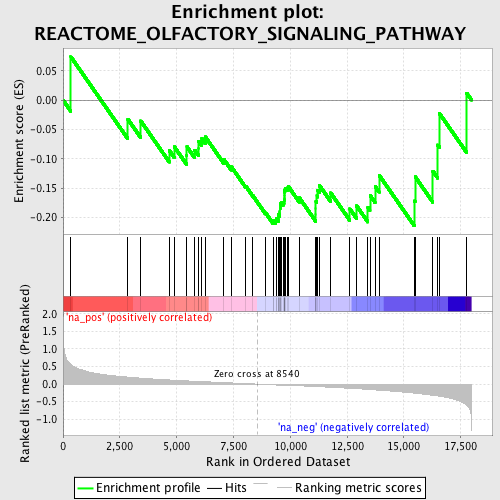 Enrichment plot:
REACTOME_OLFACTORY_SIGNALING_PATHWAY
Enrichment score (ES)
0.05
0.00
-0.05
-0.10
-0.15
-0.20
'na_pos' (positively correlated)
Ranked list metric (PreRanked)
2.0
1.5
1.0
0.5
0.0
-0.5
-1.0
Zero cross at 8540
'na_neg' (negatively correlated)
0
2,500
5,000
7,500
10,000
12,500
15,000
17,500
Rank in Ordered Dataset
Enrichment profile
Hits
Ranking metric scores